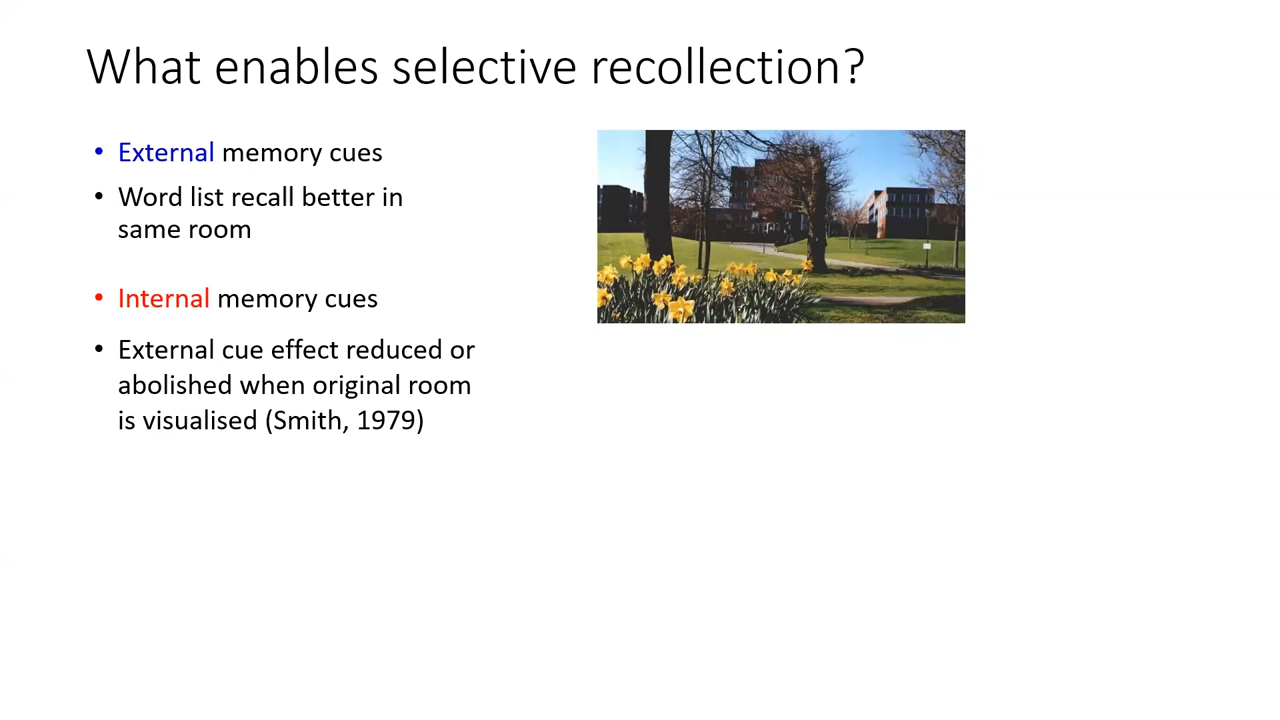 What enables selective recollection?
• External memory cues
• Word list recall better in
same room
• Internal memory cues
• External cue effect reduced or
abolished when original room
is visualised (Smith, 1979)